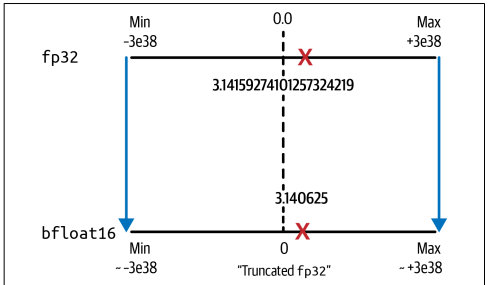 Min 0.0 Max
-3e38 +3e38
fp32
3.14159274101257324219
3.140625
bfloat16
Min 0 Max
~ -3e38 "Truncated fp32" ~ +3e38